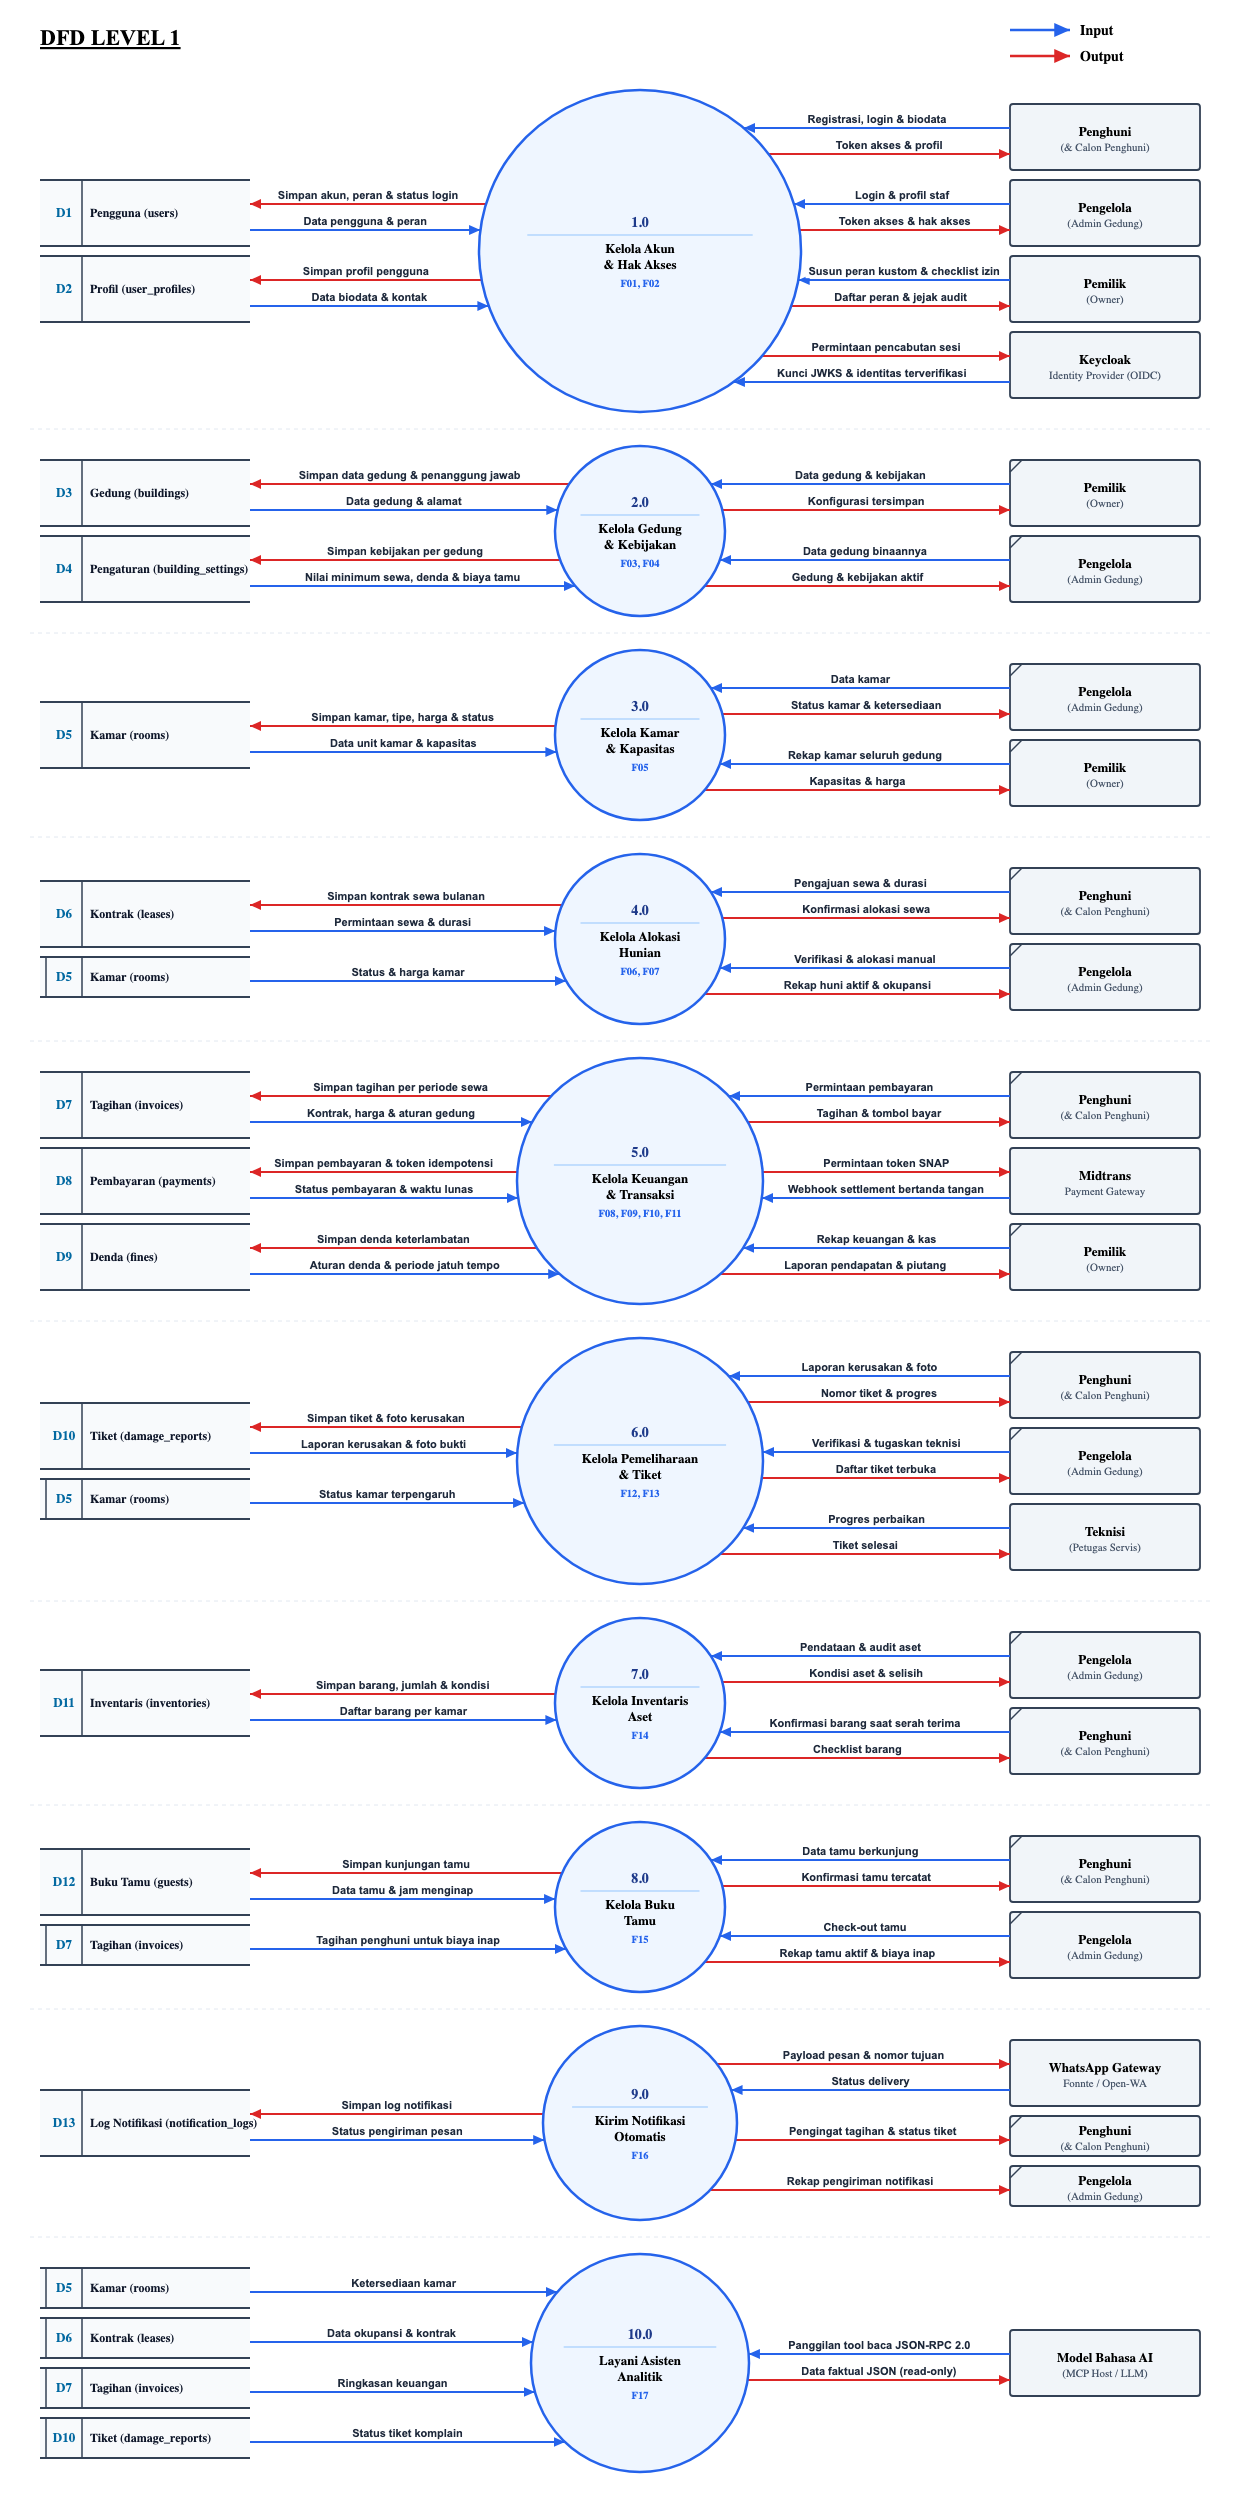 DFD LEVEL 1
Input
Output
Registrasi, login & biodata
Token akses & profil
Penghuni
(& Calon Penghuni)
D1
Pengguna (users)
Simpan akun, peran & status login
Data pengguna & peran
Login & profil staf
Token akses & hak akses
Pengelola
(Admin Gedung)
1.0
Kelola Akun
& Hak Akses
F01, F02
D2
Profil (user_profiles)
Simpan profil pengguna
Data biodata & kontak
Susun peran kustom & checklist izin
Daftar peran & jejak audit
Pemilik
(Owner)
Permintaan pencabutan sesi
Kunci JWKS & identitas terverifikasi
Keycloak
Identity Provider (OIDC)
D3
Gedung (buildings)
Simpan data gedung & penanggung jawab
Data gedung & alamat
2.0
Kelola Gedung
& Kebijakan
F03, F04
Data gedung & kebijakan
Konfigurasi tersimpan
Pemilik
(Owner)
D4
Pengaturan (building_settings)
Simpan kebijakan per gedung
Nilai minimum sewa, denda & biaya tamu
Data gedung binaannya
Gedung & kebijakan aktif
Pengelola
(Admin Gedung)
D5
Kamar (rooms)
Simpan kamar, tipe, harga & status
Data unit kamar & kapasitas
3.0
Kelola Kamar
& Kapasitas
F05
Data kamar
Status kamar & ketersediaan
Pengelola
(Admin Gedung)
Rekap kamar seluruh gedung
Kapasitas & harga
Pemilik
(Owner)
D6
Kontrak (leases)
Simpan kontrak sewa bulanan
Permintaan sewa & durasi
4.0
Kelola Alokasi
Hunian
F06, F07
Pengajuan sewa & durasi
Konfirmasi alokasi sewa
Penghuni
(& Calon Penghuni)
D5
Kamar (rooms)
Status & harga kamar
Verifikasi & alokasi manual
Rekap huni aktif & okupansi
Pengelola
(Admin Gedung)
D7
Tagihan (invoices)
Simpan tagihan per periode sewa
Kontrak, harga & aturan gedung
Permintaan pembayaran
Tagihan & tombol bayar
Penghuni
(& Calon Penghuni)
D8
Pembayaran (payments)
Simpan pembayaran & token idempotensi
Status pembayaran & waktu lunas
5.0
Kelola Keuangan
& Transaksi
F08, F09, F10, F11
Permintaan token SNAP
Webhook settlement bertanda tangan
Midtrans
Payment Gateway
D9
Denda (fines)
Simpan denda keterlambatan
Aturan denda & periode jatuh tempo
Rekap keuangan & kas
Laporan pendapatan & piutang
Pemilik
(Owner)
Laporan kerusakan & foto
Nomor tiket & progres
Penghuni
(& Calon Penghuni)
D10
Tiket (damage_reports)
Simpan tiket & foto kerusakan
Laporan kerusakan & foto bukti
6.0
Kelola Pemeliharaan
& Tiket
F12, F13
Verifikasi & tugaskan teknisi
Daftar tiket terbuka
Pengelola
(Admin Gedung)
D5
Kamar (rooms)
Status kamar terpengaruh
Progres perbaikan
Tiket selesai
Teknisi
(Petugas Servis)
D11
Inventaris (inventories)
Simpan barang, jumlah & kondisi
Daftar barang per kamar
7.0
Kelola Inventaris
Aset
F14
Pendataan & audit aset
Kondisi aset & selisih
Pengelola
(Admin Gedung)
Konfirmasi barang saat serah terima
Checklist barang
Penghuni
(& Calon Penghuni)
D12
Buku Tamu (guests)
Simpan kunjungan tamu
Data tamu & jam menginap
8.0
Kelola Buku
Tamu
F15
Data tamu berkunjung
Konfirmasi tamu tercatat
Penghuni
(& Calon Penghuni)
D7
Tagihan (invoices)
Tagihan penghuni untuk biaya inap
Check-out tamu
Rekap tamu aktif & biaya inap
Pengelola
(Admin Gedung)
Payload pesan & nomor tujuan
Status delivery
WhatsApp Gateway
Fonnte / Open-WA
D13
Log Notifikasi (notification_logs)
Simpan log notifikasi
Status pengiriman pesan
9.0
Kirim Notifikasi
Otomatis
F16
Pengingat tagihan & status tiket
Penghuni
(& Calon Penghuni)
Rekap pengiriman notifikasi
Pengelola
(Admin Gedung)
D5
Kamar (rooms)
Ketersediaan kamar
D6
Kontrak (leases)
Data okupansi & kontrak
10.0
Layani Asisten
Analitik
F17
Panggilan tool baca JSON-RPC 2.0
Data faktual JSON (read-only)
Model Bahasa AI
(MCP Host / LLM)
D7
Tagihan (invoices)
Ringkasan keuangan
D10
Tiket (damage_reports)
Status tiket komplain